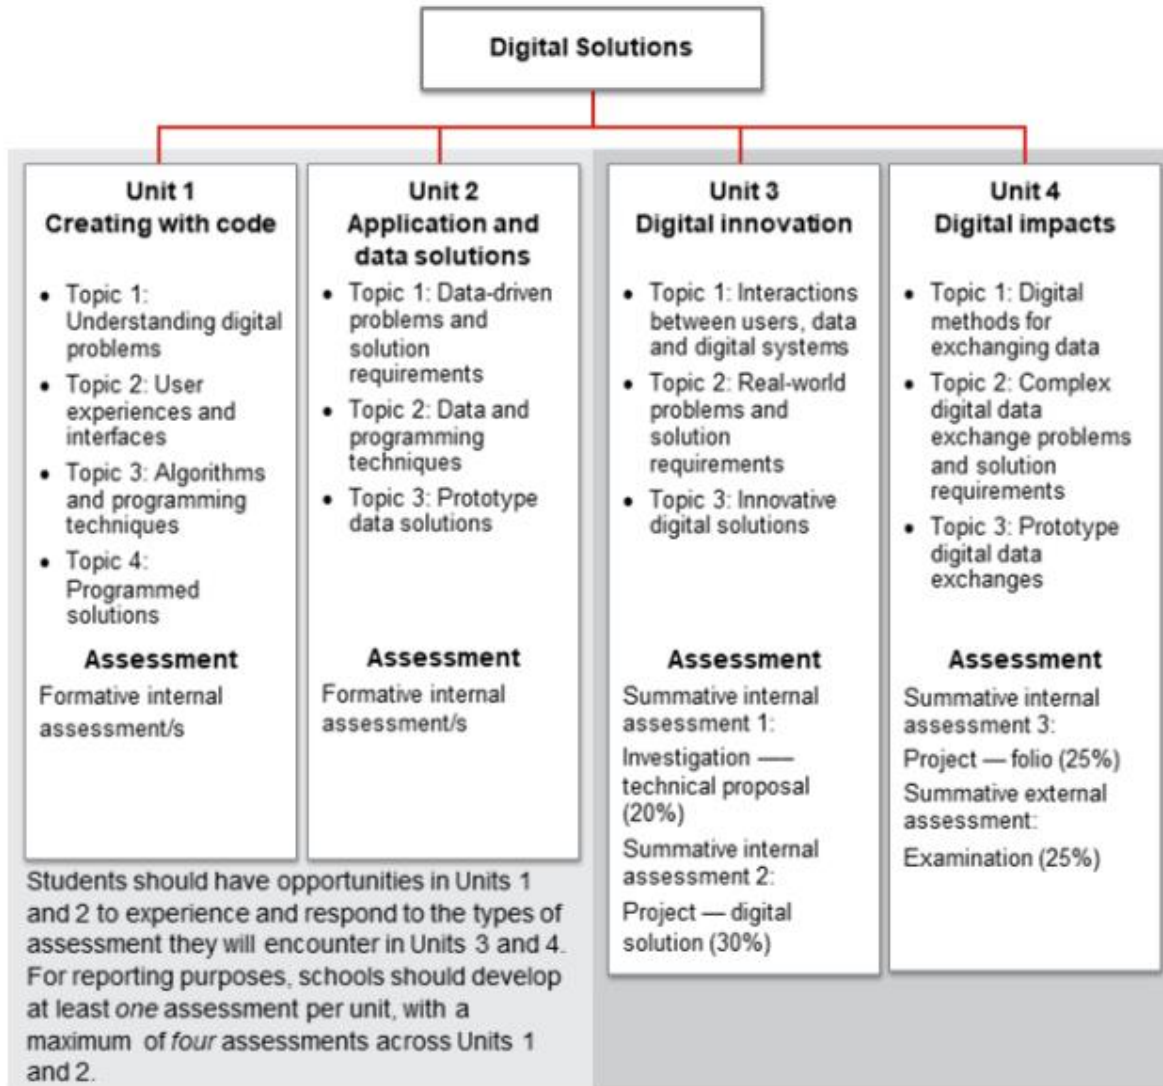 Digital Solutions
Unit 1
Creating with code
• Topic 1:
Understanding digital
problems
• Topic 2: User
experiences and
interfaces
• Topic 3: Algorithms
and programming
techniques
• Topic 4:
Programmed
solutions
Assessment
Formative internal
assessment/s
Unit 2
Application and
data solutions
• Topic 1: Data-driven
problems and
solution
requirements
• Topic 2: Data and
programming
techniques
• Topic 3: Prototype
data solutions
Assessment
Formative internal
assessment/s
Students should have opportunities in Units 1
and 2 to experience and respond to the types of
assessment they will encounter in Units 3 and 4.
For reporting purposes, schools should develop
at least one assessment per unit, with a
maximum of four assessments across Units 1
and 2.
Unit 3
Digital innovation
• Topic 1: Interactions
between users, data
and digital systems
• Topic 2: Real-world
problems and
solution
requirements
• Topic 3: Innovative
digital solutions
Assessment
Summative internal
assessment 1:
Investigation —
technical proposal
(20%)
Summative internal
assessment 2:
Project — digital
solution (30%)
Unit 4
Digital impacts
• Topic 1: Digital
methods for
exchanging data
• Topic 2: Complex
digital data
exchange problems
and solution
requirements
• Topic 3: Prototype
digital data
exchanges
Assessment
Summative internal
assessment 3:
Project — folio (25%)
Summative external
assessment:
Examination (25%)